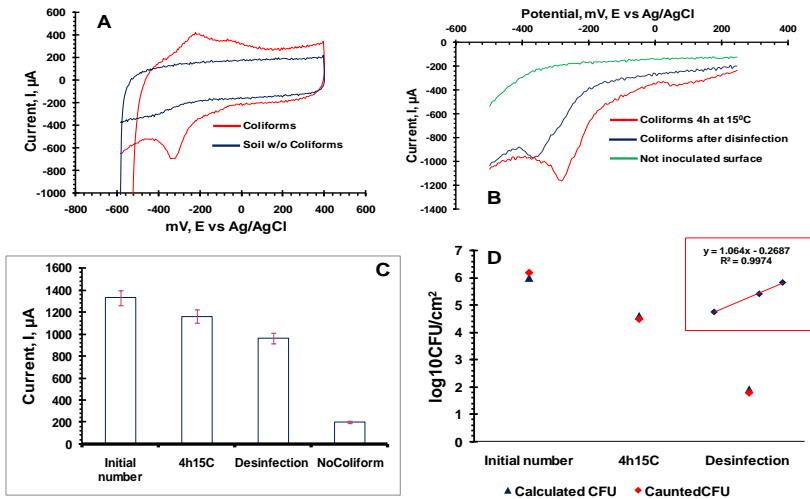 A
600
400
200
0
-200
-400
-600
-800
-1000
Current, I, µA
-800 -600 -400 -200 0 200 400 600
mV, E vs Ag/AgCl
Coliforms
Soil w/o Coliforms
Potential, mV, E vs Ag/AgCl
-600 -400 -200 0 200 400
0
-200
-400
-600
-800
-1000
-1200
-1400
Current, I, µA
Coliforms 4h at 15⁰C
Coliforms after disinfection
Not inoculated surface
B
C
1600
1400
1200
1000
800
600
400
200
0
Current, I, µA
Initial number 4h15C Desinfection NoColiform
D
7
6
5
4
3
2
1
0
log10CFU/cm²
y = 1.064x - 0.2687
R² = 0.9974
Initial number 4h15C Desinfection
Calculated CFU CauntedCFU